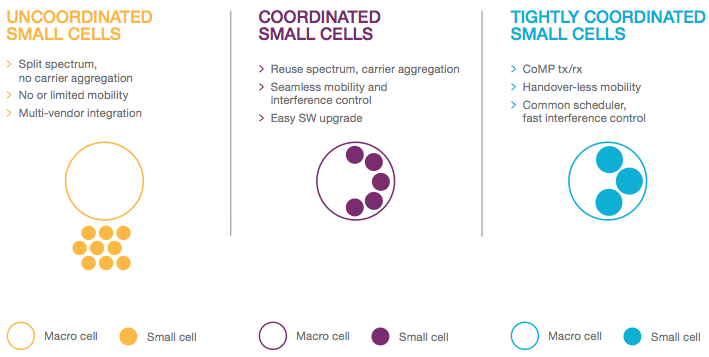 UNCOORDINATED
SMALL CELLS
> Split spectrum,
no carrier aggregation
> No or limited mobility
> Multi-vendor integration
Macro cell
Small cell
COORDINATED
SMALL CELLS
> Reuse spectrum, carrier aggregation
> Seamless mobility and
interference control
> Easy SW upgrade
Macro cell
Small cell
TIGHTLY COORDINATED
SMALL CELLS
> CoMP tx/rx
> Handover-less mobility
> Common scheduler,
fast interference control
Macro cell
Small cell